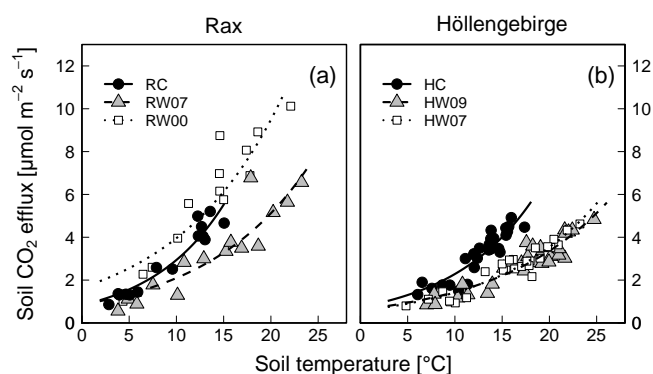 Rax
Höllengebirge
Soil CO₂ efflux [µmol m⁻² s⁻¹]
12
10
8
6
4
2
0
RC
RW07
RW00
(a)
HC
HW09
HW07
(b)
12
10
8
6
4
2
0
0 5 10 15 20 25
0 5 10 15 20 25
Soil temperature [°C]
Soil temperature [°C]